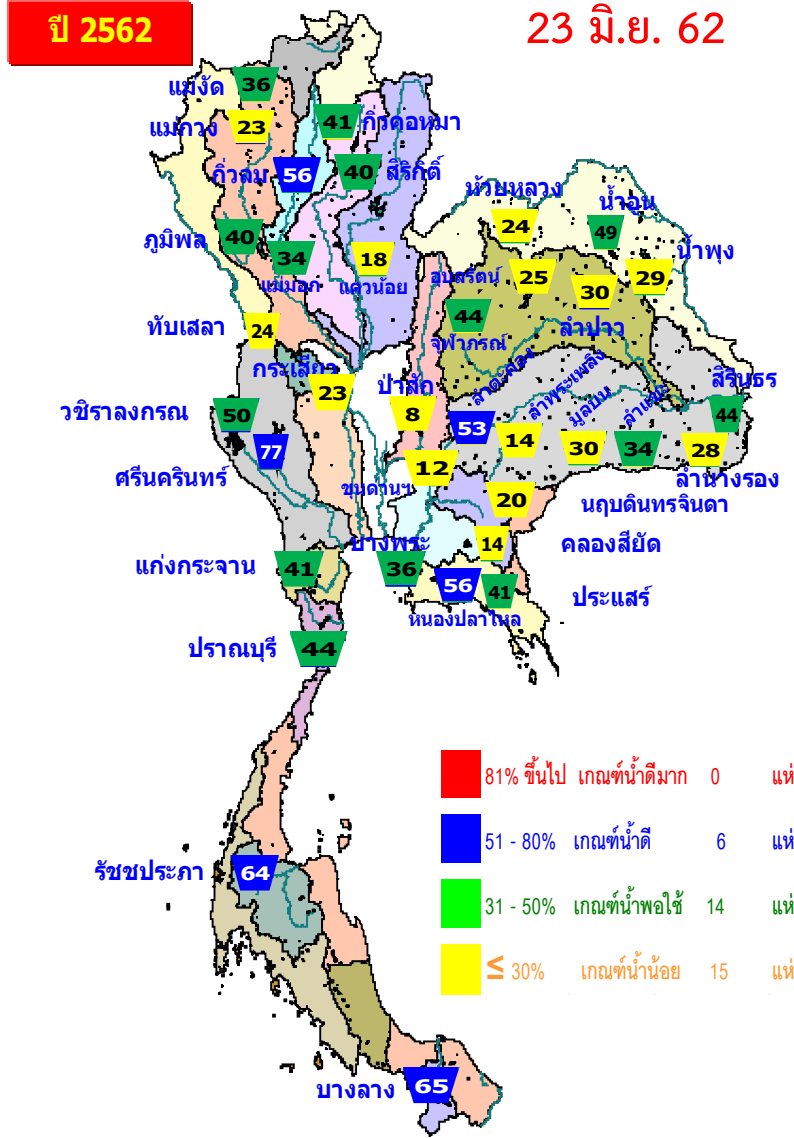 ปี 2562
23 มิ.ย. 62
แม่งัด
36
แม่กวง
23
41
กิ่วคอหมา
กิ่วลม
56
40
สิริกิติ์
ห้วยหลวง
24
น้ำอูน
49
ภูมิพล
40
34
แม่มอก
18
แควน้อย
อุบลรัตน์
25
30
29
น้ำพุง
ทับเสลา
24
44
จุฬาภรณ์
ลำปาว
กระเสียว
23
ป่าสัก
8
ลำตะคอง
53
ลำพระเพลิง
14
มูลบน
30
ลำแชะ
34
สิรินธร
44
วชิราลงกรณ
50
77
ศรีนครินทร์
12
ขุนด่านฯ
28
ลำนางรอง
20
นฤบดินทรจินดา
14
คลองสียัด
บางพระ
36
แก่งกระจาน
41
56
หนองปลาไหล
41
ประแสร์
ปราณบุรี
44
81% ขึ้นไป เกณฑ์น้ำดีมาก 0 แห่
51 - 80% เกณฑ์น้ำดี 6 แห่
31 - 50% เกณฑ์น้ำพอใช้ 14 แห่
≤ 30% เกณฑ์น้ำน้อย 15 แห่
รัชชประภา
64
บางลาง
65